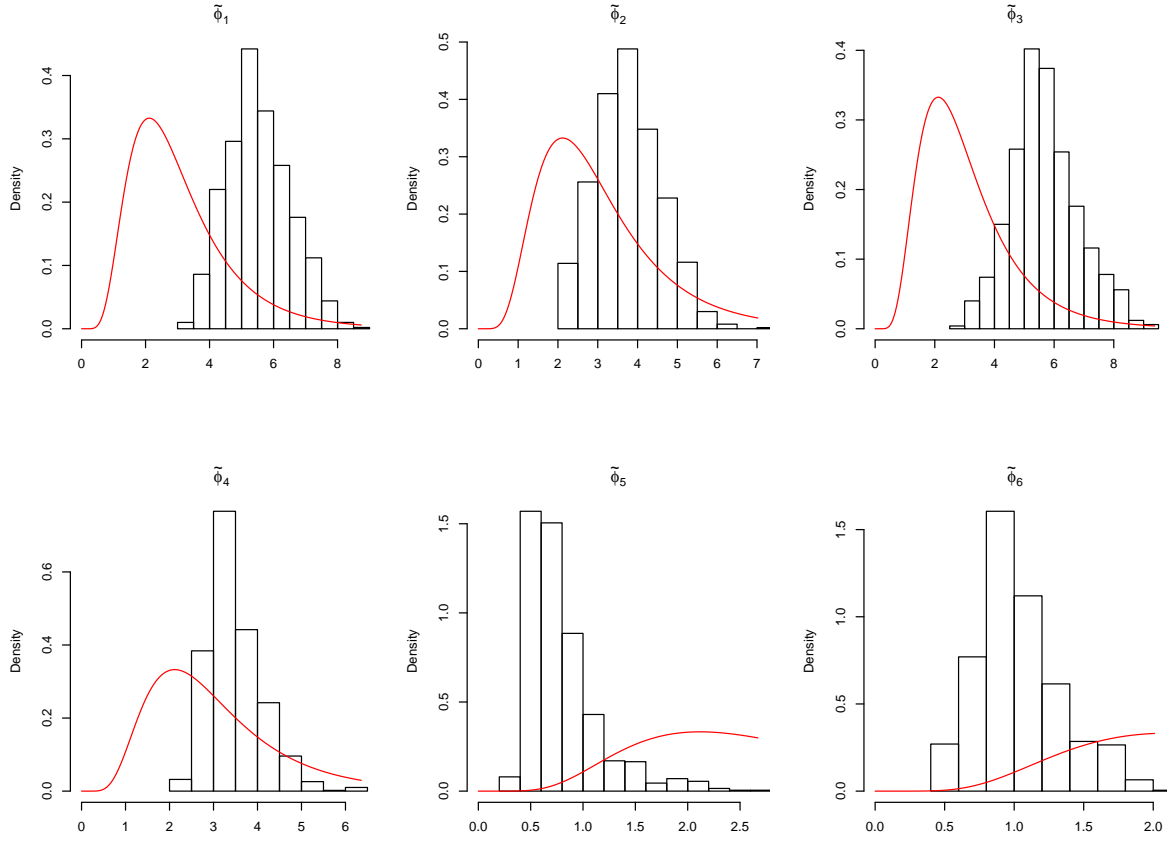 ϕ̃₁
Density
0.0 0.1 0.2 0.3 0.4
0 2 4 6 8
ϕ̃₂
Density
0.0 0.1 0.2 0.3 0.4 0.5
0 1 2 3 4 5 6 7
ϕ̃₃
Density
0.0 0.1 0.2 0.3 0.4
0 2 4 6 8
ϕ̃₄
Density
0.0 0.2 0.4 0.6
0 1 2 3 4 5 6
ϕ̃₅
Density
0.0 0.5 1.0 1.5
0.0 0.5 1.0 1.5 2.0 2.5
ϕ̃₆
Density
0.0 0.5 1.0 1.5
0.0 0.5 1.0 1.5 2.0